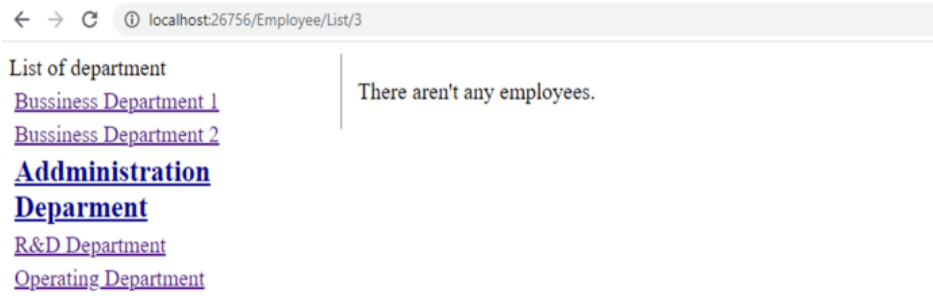 localhost:26756/Employee/List/3
List of department
Bussiness Department 1
Bussiness Department 2
Addministration
Deparment
R&D Department
Operating Department
There aren't any employees.